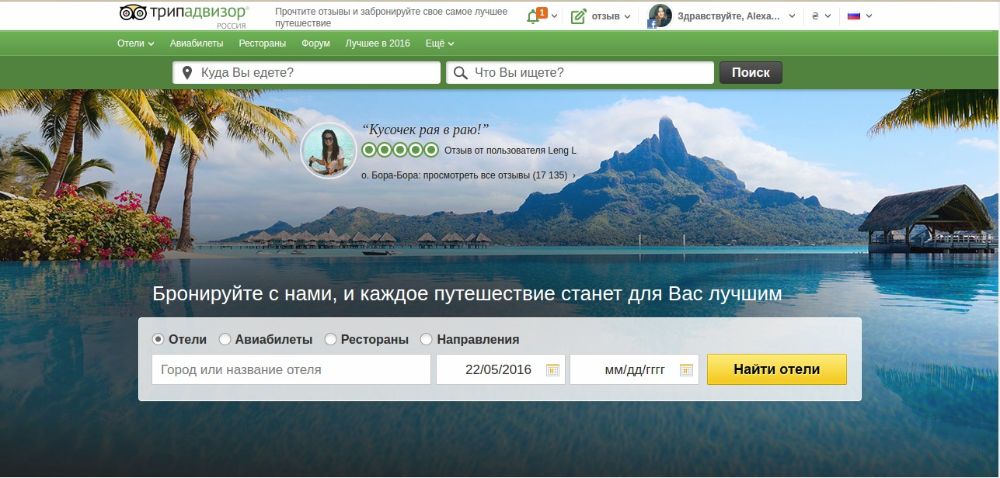 трипадвизор®
РОССИЯ
Прочтите отзывы и забронируйте свое самое лучшее
путешествие
1
отзыв
Здравствуйте, Alexa...
₴
Отели
Авиабилеты
Рестораны
Форум
Лучшее в 2016
Ещё
Куда Вы едете?
Что Вы ищете?
Поиск
“Кусочек рая в раю!”
Отзыв от пользователя Leng L
о. Бора-Бора: просмотреть все отзывы (17 135) ›
Бронируйте с нами, и каждое путешествие станет для Вас лучшим
Отели
Авиабилеты
Рестораны
Направления
Город или название отеля
22/05/2016
мм/дд/гггг
Найти отели